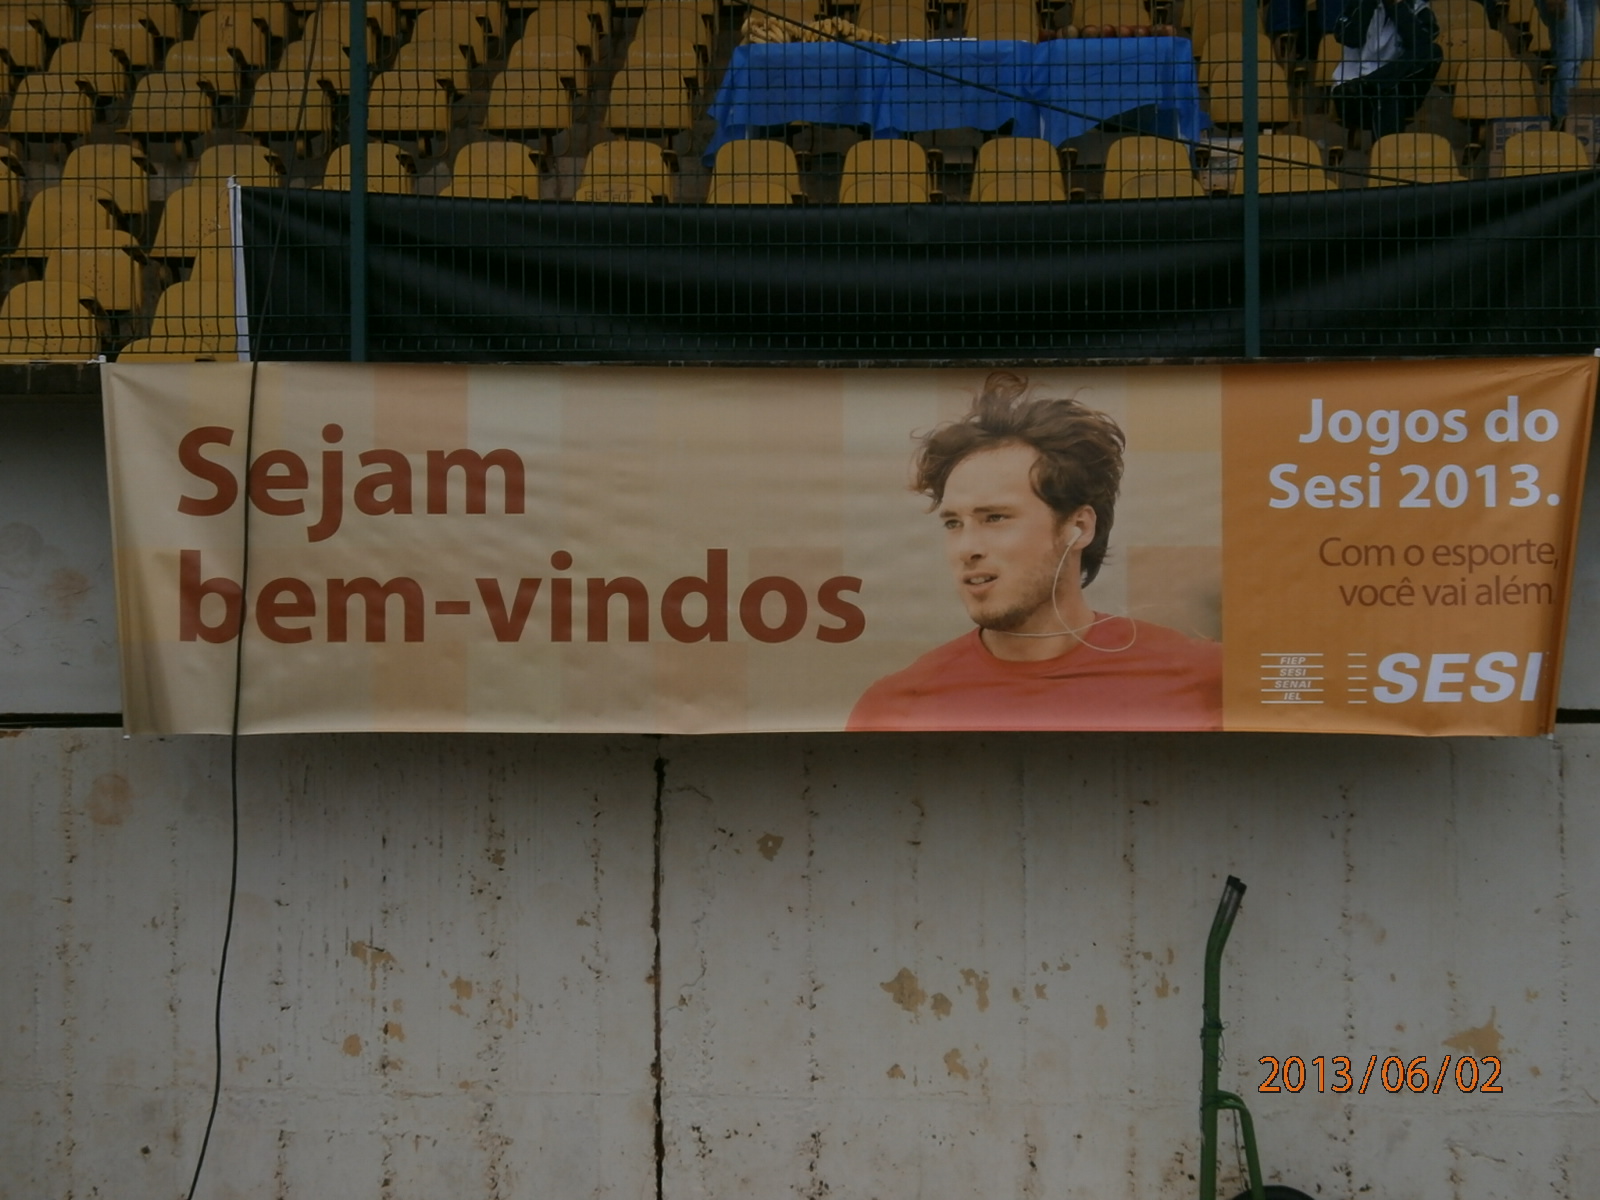 Sejam
bem-vindos
Jogos do
Sesi 2013.
Com o esporte,
você vai além
FIEP
SESI
SENAI
IEL
SESI
2013/06/02